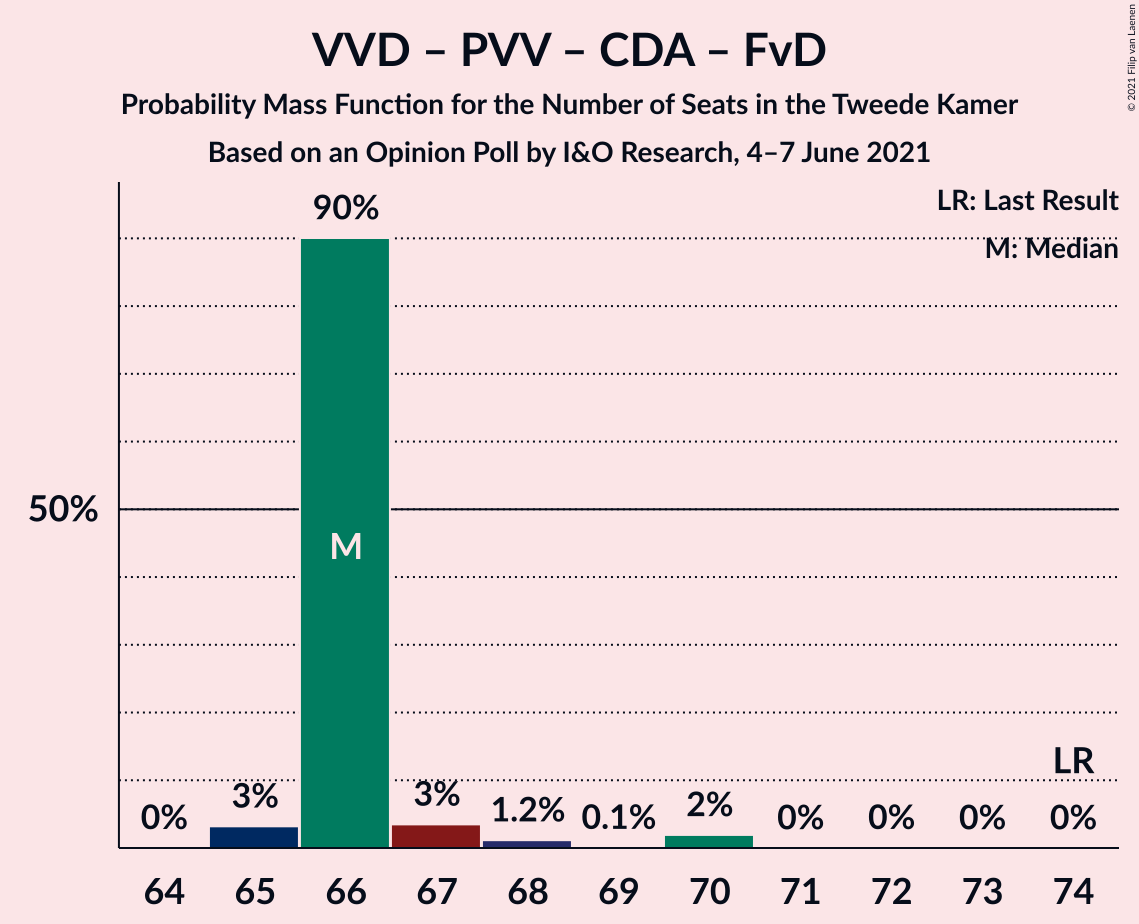 VVD – PVV – CDA – FvD
Probability Mass Function for the Number of Seats in the Tweede Kamer
Based on an Opinion Poll by I&O Research, 4–7 June 2021
© 2021 Filip van Laenen
LR: Last Result
M: Median
90%
50%
M
LR
0%
3%
3%
1.2%
0.1%
2%
0%
0%
0%
0%
64
65
66
67
68
69
70
71
72
73
74